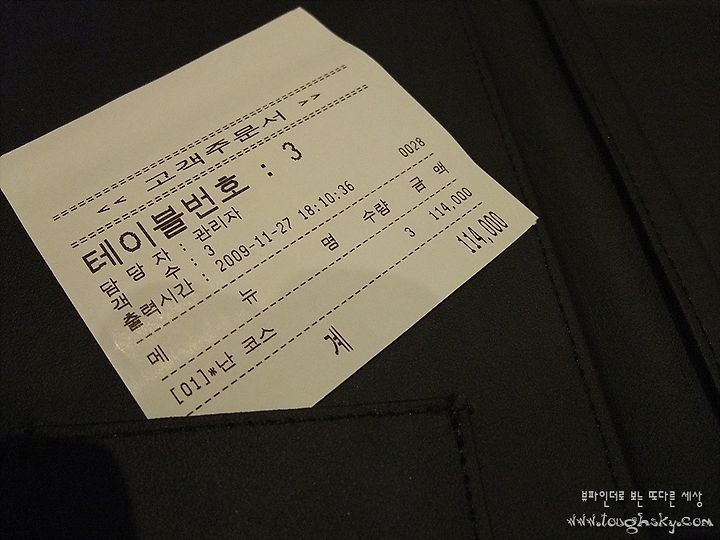 << 고객주문서 >>
테이블번호 : 3
담 당 자 : 관리자
객 수 : 3 0028
출력시간 : 2009-11-27 18:10:36
메 뉴 명 수량 금 액
[01]*난 코스 3 114,000
계 114,000
뷰파인더로 보는 또다른 세상
www.toughsky.com